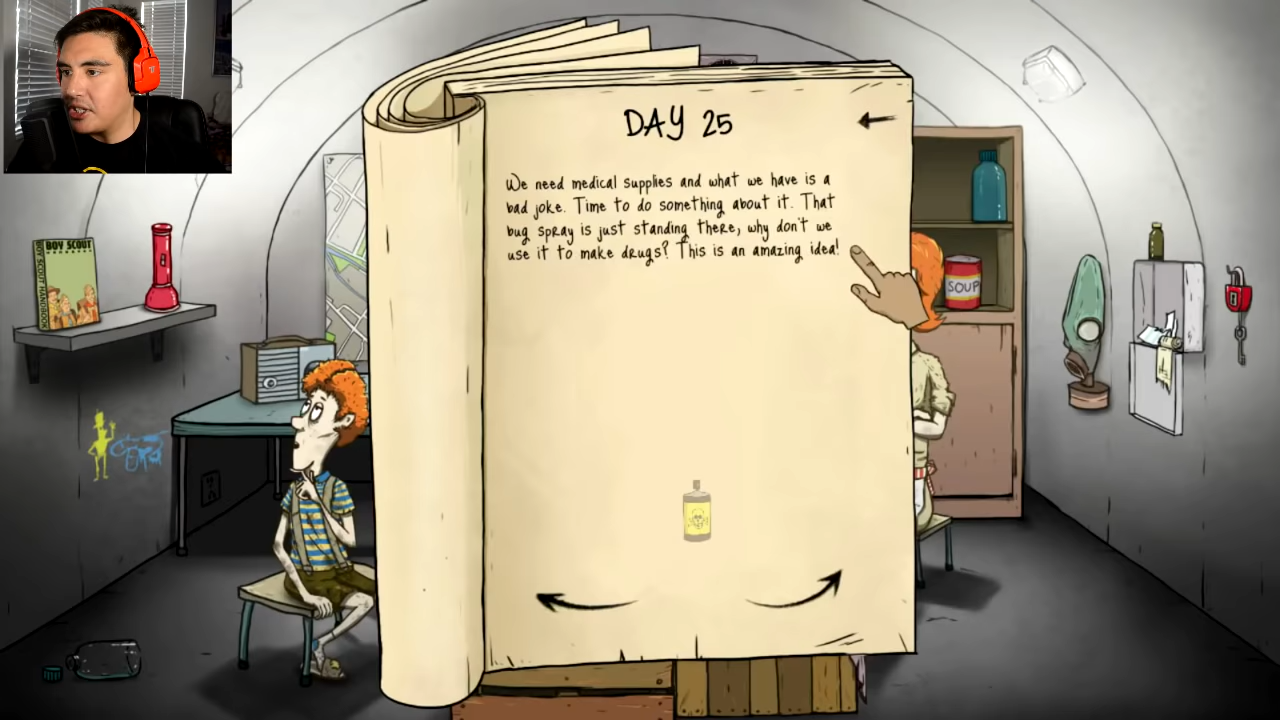 DAY 25
We need medical supplies and what we have is a
bad joke. Time to do something about it. That
bug spray is just standing there, why don't we
use it to make drugs? This is an amazing idea!
BOY SCOUT
BOY SCOUT HANDBOOK
SOUP